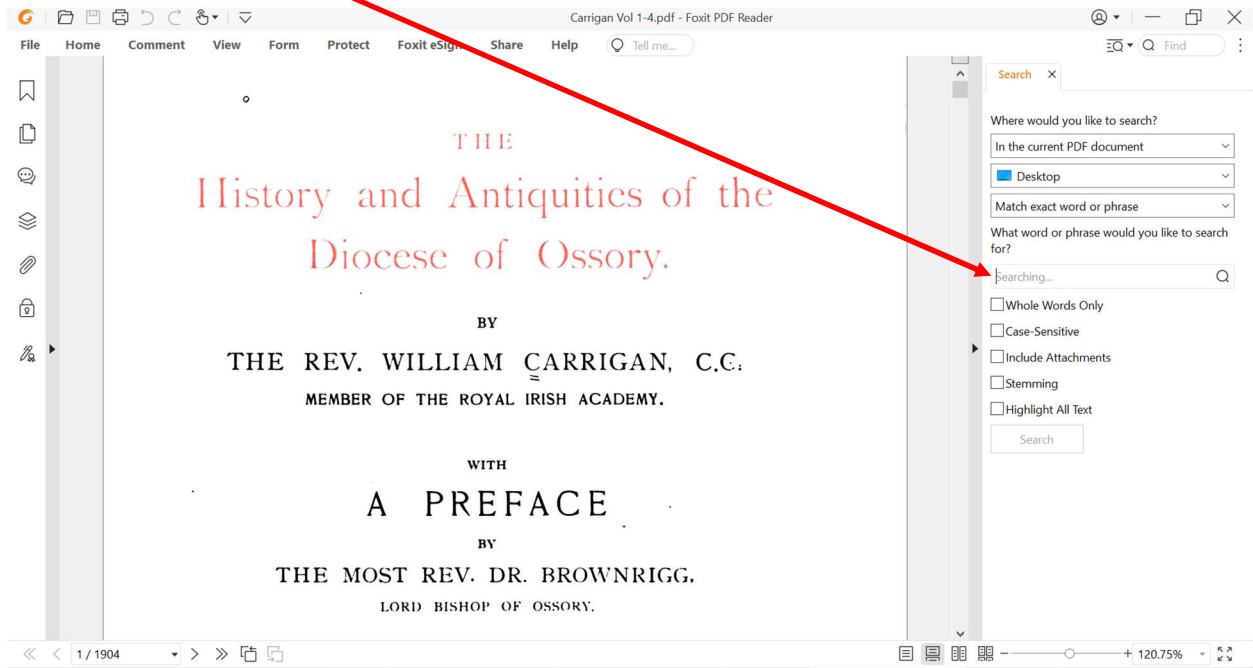 Carrigan Vol 1-4.pdf - Foxit PDF Reader
File Home Comment View Form Protect Foxit eSign Share Help Tell me... Find
THE
History and Antiquities of the
Diocese of Ossory.
BY
THE REV. WILLIAM CARRIGAN, C.C.
MEMBER OF THE ROYAL IRISH ACADEMY.
WITH
A PREFACE
BY
THE MOST REV. DR. BROWNRIGG,
LORD BISHOP OF OSSORY.
Search
Where would you like to search?
In the current PDF document
Desktop
Match exact word or phrase
What word or phrase would you like to search
for?
Searching...
Whole Words Only
Case-Sensitive
Include Attachments
Stemming
Highlight All Text
Search
1 / 1904
120.75%